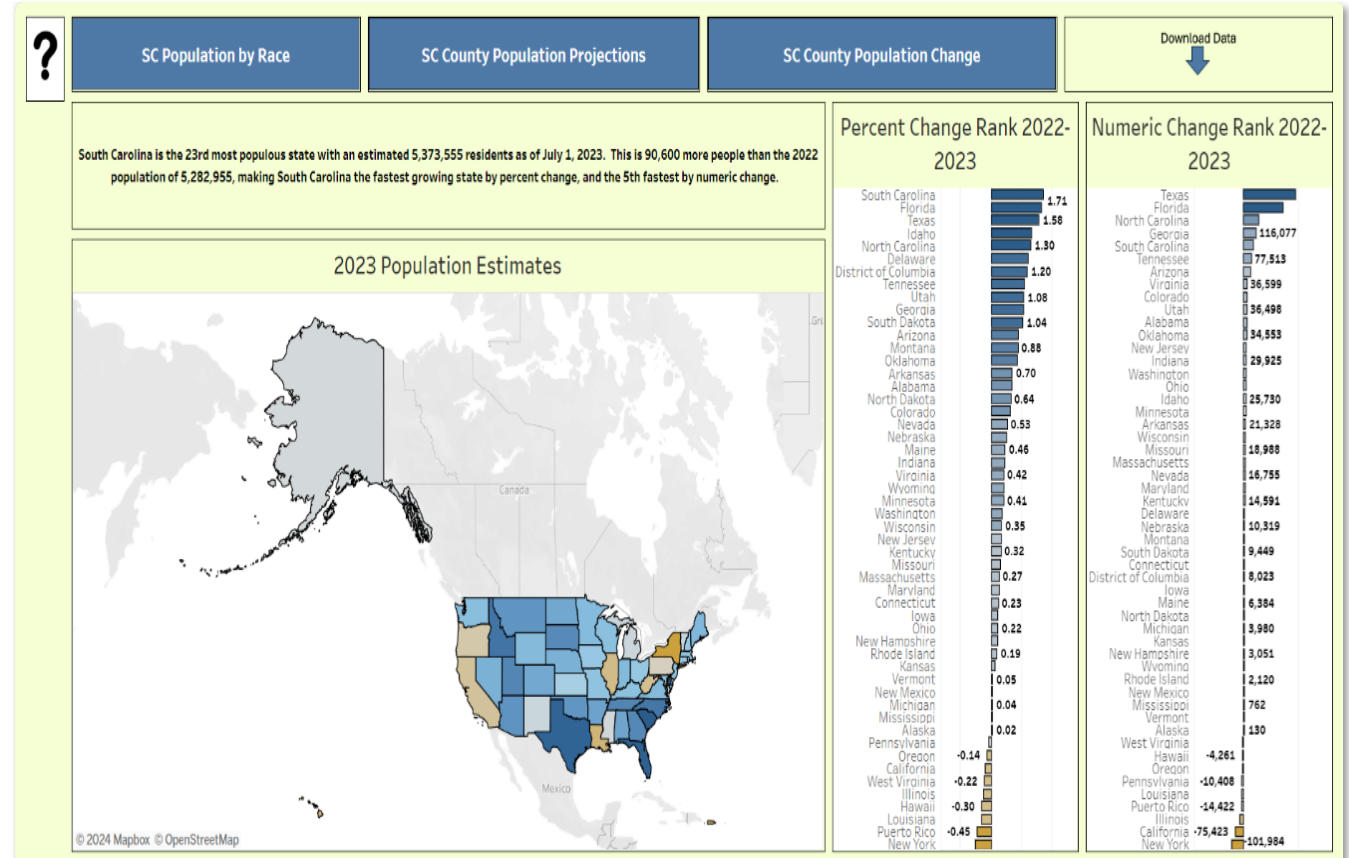 ?
SC Population by Race
SC County Population Projections
SC County Population Change
Download Data
South Carolina is the 23rd most populous state with an estimated 5,373,555 residents as of July 1, 2023. This is 90,600 more people than the 2022
population of 5,282,955, making South Carolina the fastest growing state by percent change, and the 5th fastest by numeric change.
2023 Population Estimates
Canada
Mexico
© 2024 Mapbox © OpenStreetMap
Percent Change Rank 2022-
2023
South Carolina 1.71
Florida
Texas 1.58
Idaho
North Carolina 1.30
Delaware
District of Columbia 1.20
Tennessee
Utah 1.08
Georgia
South Dakota 1.04
Arizona
Montana 0.88
Oklahoma
Arkansas 0.70
Alabama
North Dakota 0.64
Colorado
Nevada 0.53
Nebraska
Maine 0.46
Indiana
Virginia 0.42
Wyoming
Minnesota 0.41
Washington
Wisconsin 0.35
New Jersey
Kentucky 0.32
Missouri
Massachusetts 0.27
Maryland
Connecticut 0.23
Iowa
Ohio 0.22
New Hampshire
Rhode Island 0.19
Kansas
Vermont 0.05
New Mexico
Michigan 0.04
Mississippi
Alaska 0.02
Pennsylvania
Oregon -0.14
California
West Virginia -0.22
Illinois
Hawaii -0.30
Louisiana
Puerto Rico -0.45
New York
Numeric Change Rank 2022-
2023
Texas
Florida
North Carolina
Georgia 116,077
South Carolina
Tennessee 77,513
Arizona
Virginia 36,599
Colorado
Utah 36,498
Alabama
Oklahoma 34,553
New Jersey
Indiana 29,925
Washington
Ohio
Idaho 25,730
Minnesota
Arkansas 21,328
Wisconsin
Missouri 18,988
Massachusetts
Nevada 16,755
Maryland
Kentucky 14,591
Delaware
Nebraska 10,319
Montana
South Dakota 9,449
Connecticut
District of Columbia 8,023
Iowa
Maine 6,384
North Dakota
Michigan 3,980
Kansas
New Hampshire 3,051
Wyoming
Rhode Island 2,120
New Mexico
Mississippi 762
Vermont
Alaska 130
West Virginia
Hawaii -4,261
Oregon
Pennsylvania -10,408
Louisiana
Puerto Rico -14,422
Illinois
California -75,423
New York -101,984